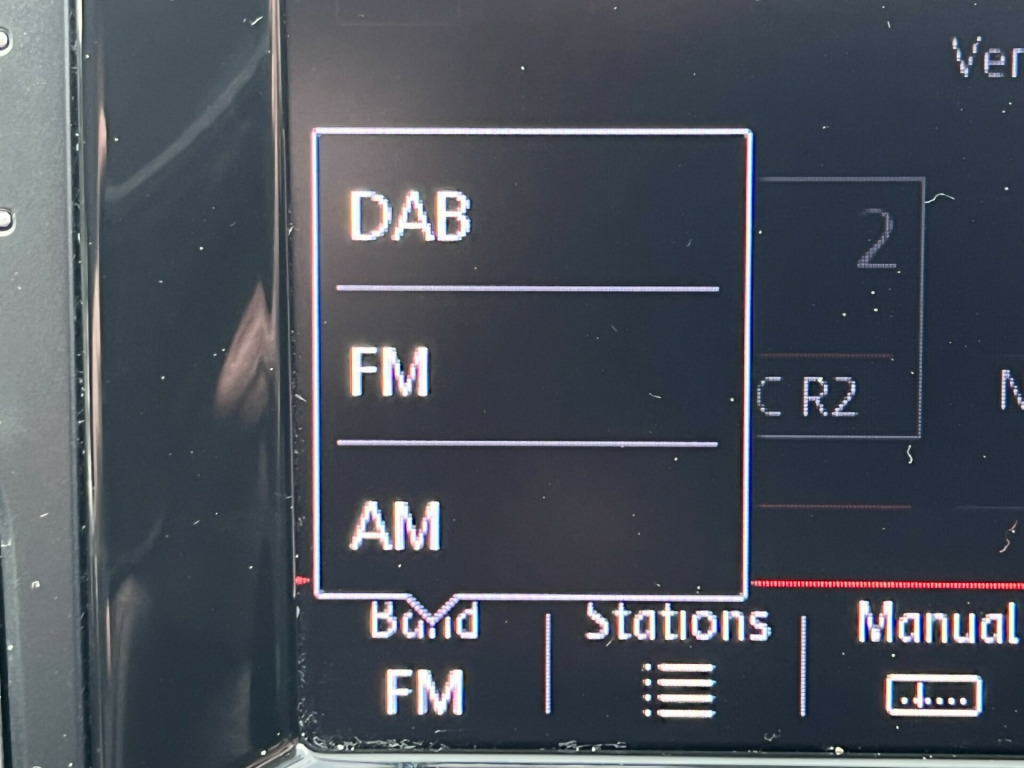 Ver
DAB
2
FM
C R2
N
AM
Band
Stations
Manual
FM